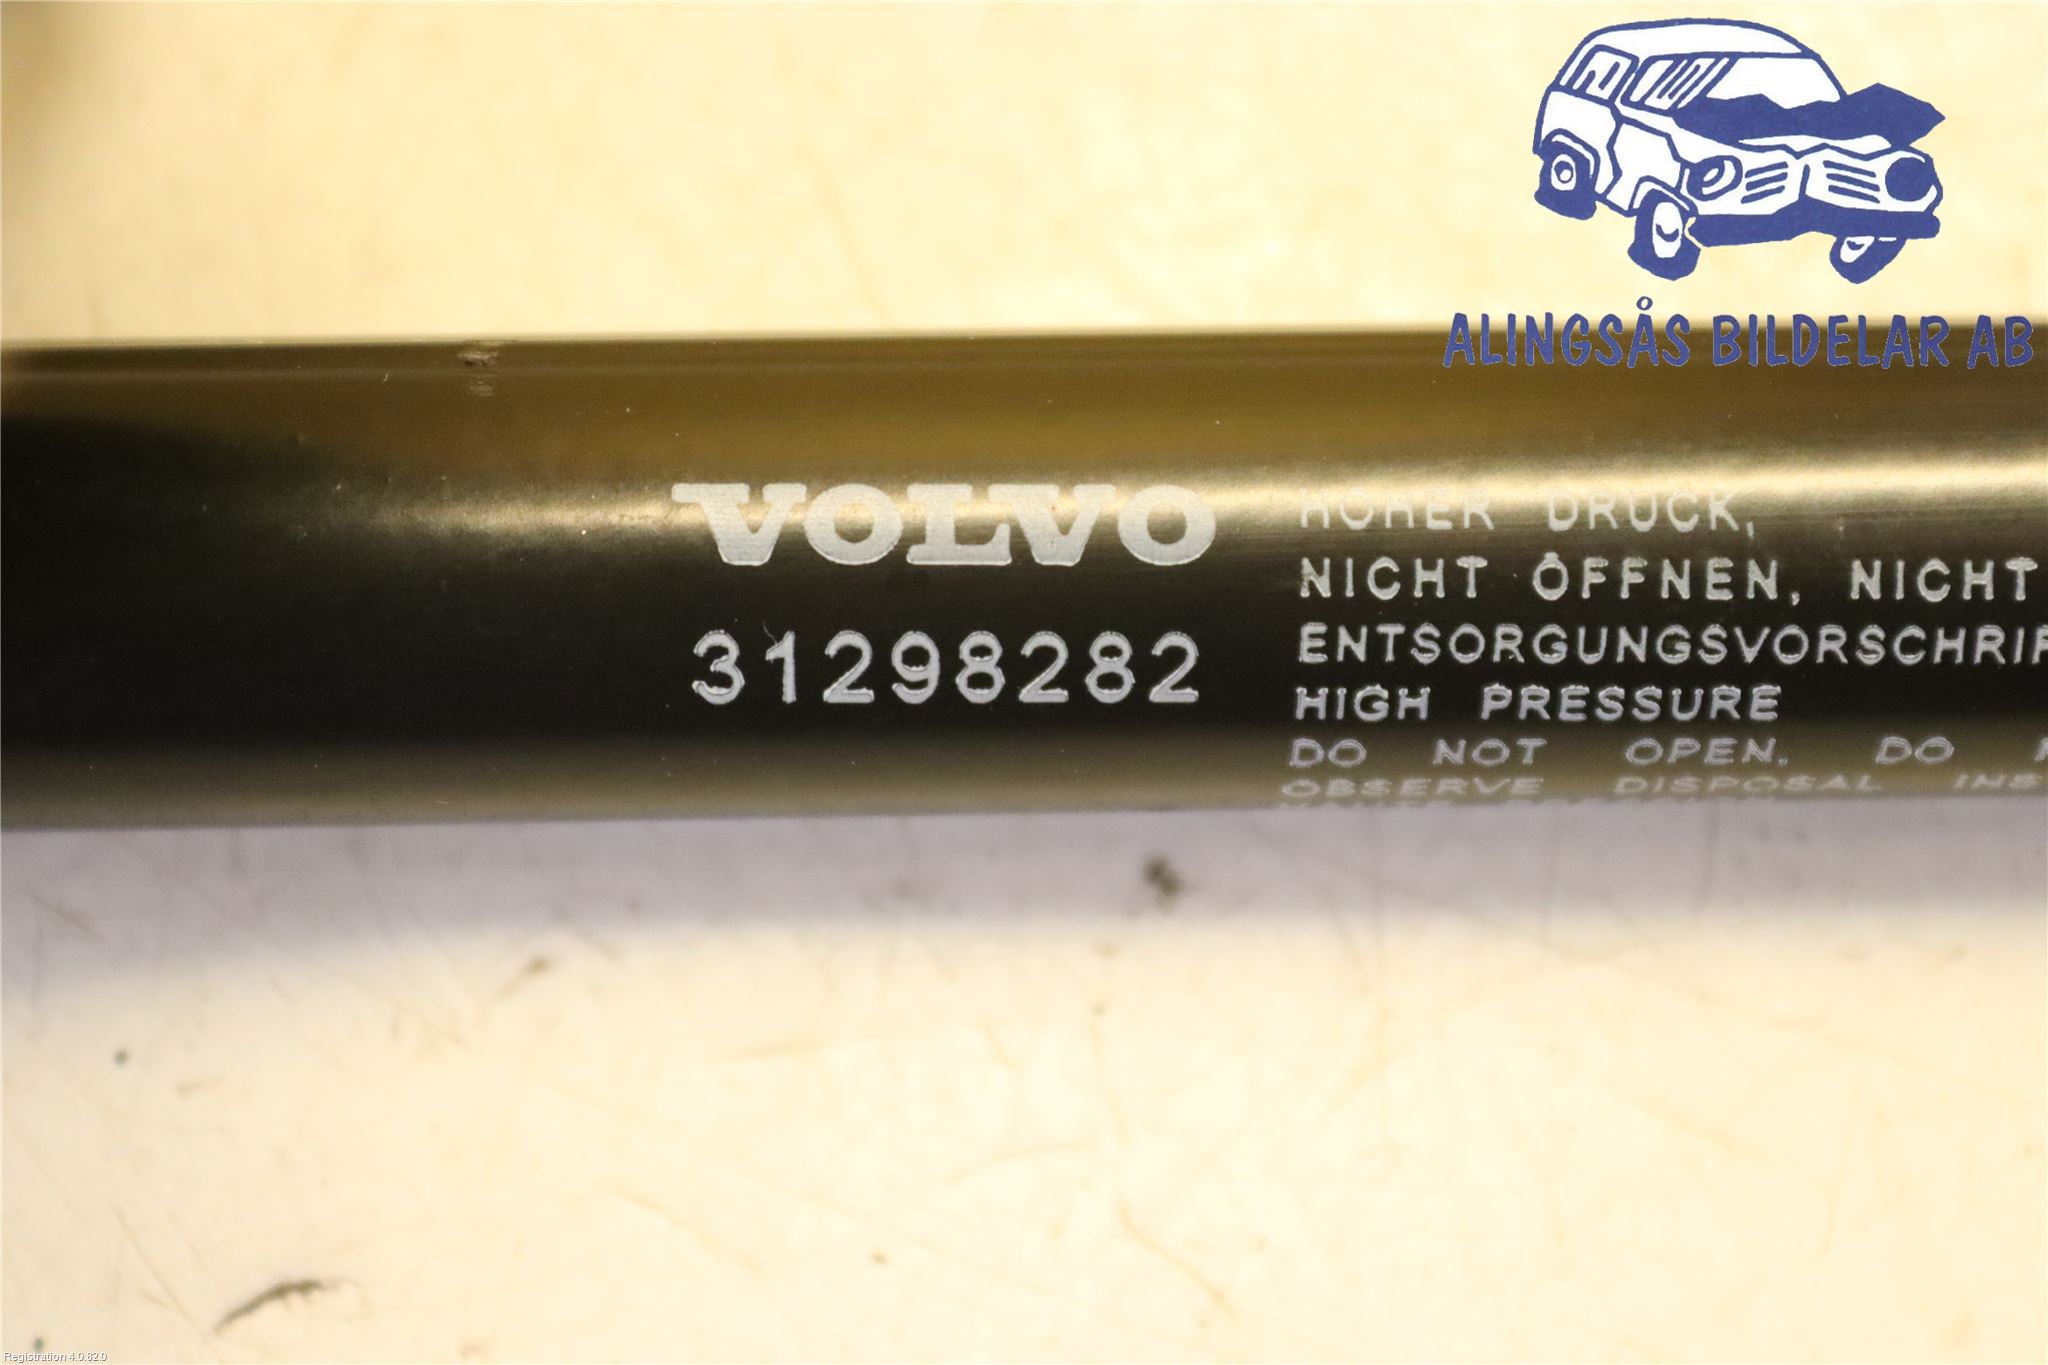 ALINGSÅS BILDELAR AB
VOLVO
31298282
HOHER DRUCK,
NICHT ÖFFNEN, NICHT
ENTSORGUNGSVORSCHRIF
HIGH PRESSURE
DO NOT OPEN. DO
OBSERVE DISPOSAL INS
Registration 4.0.82.0